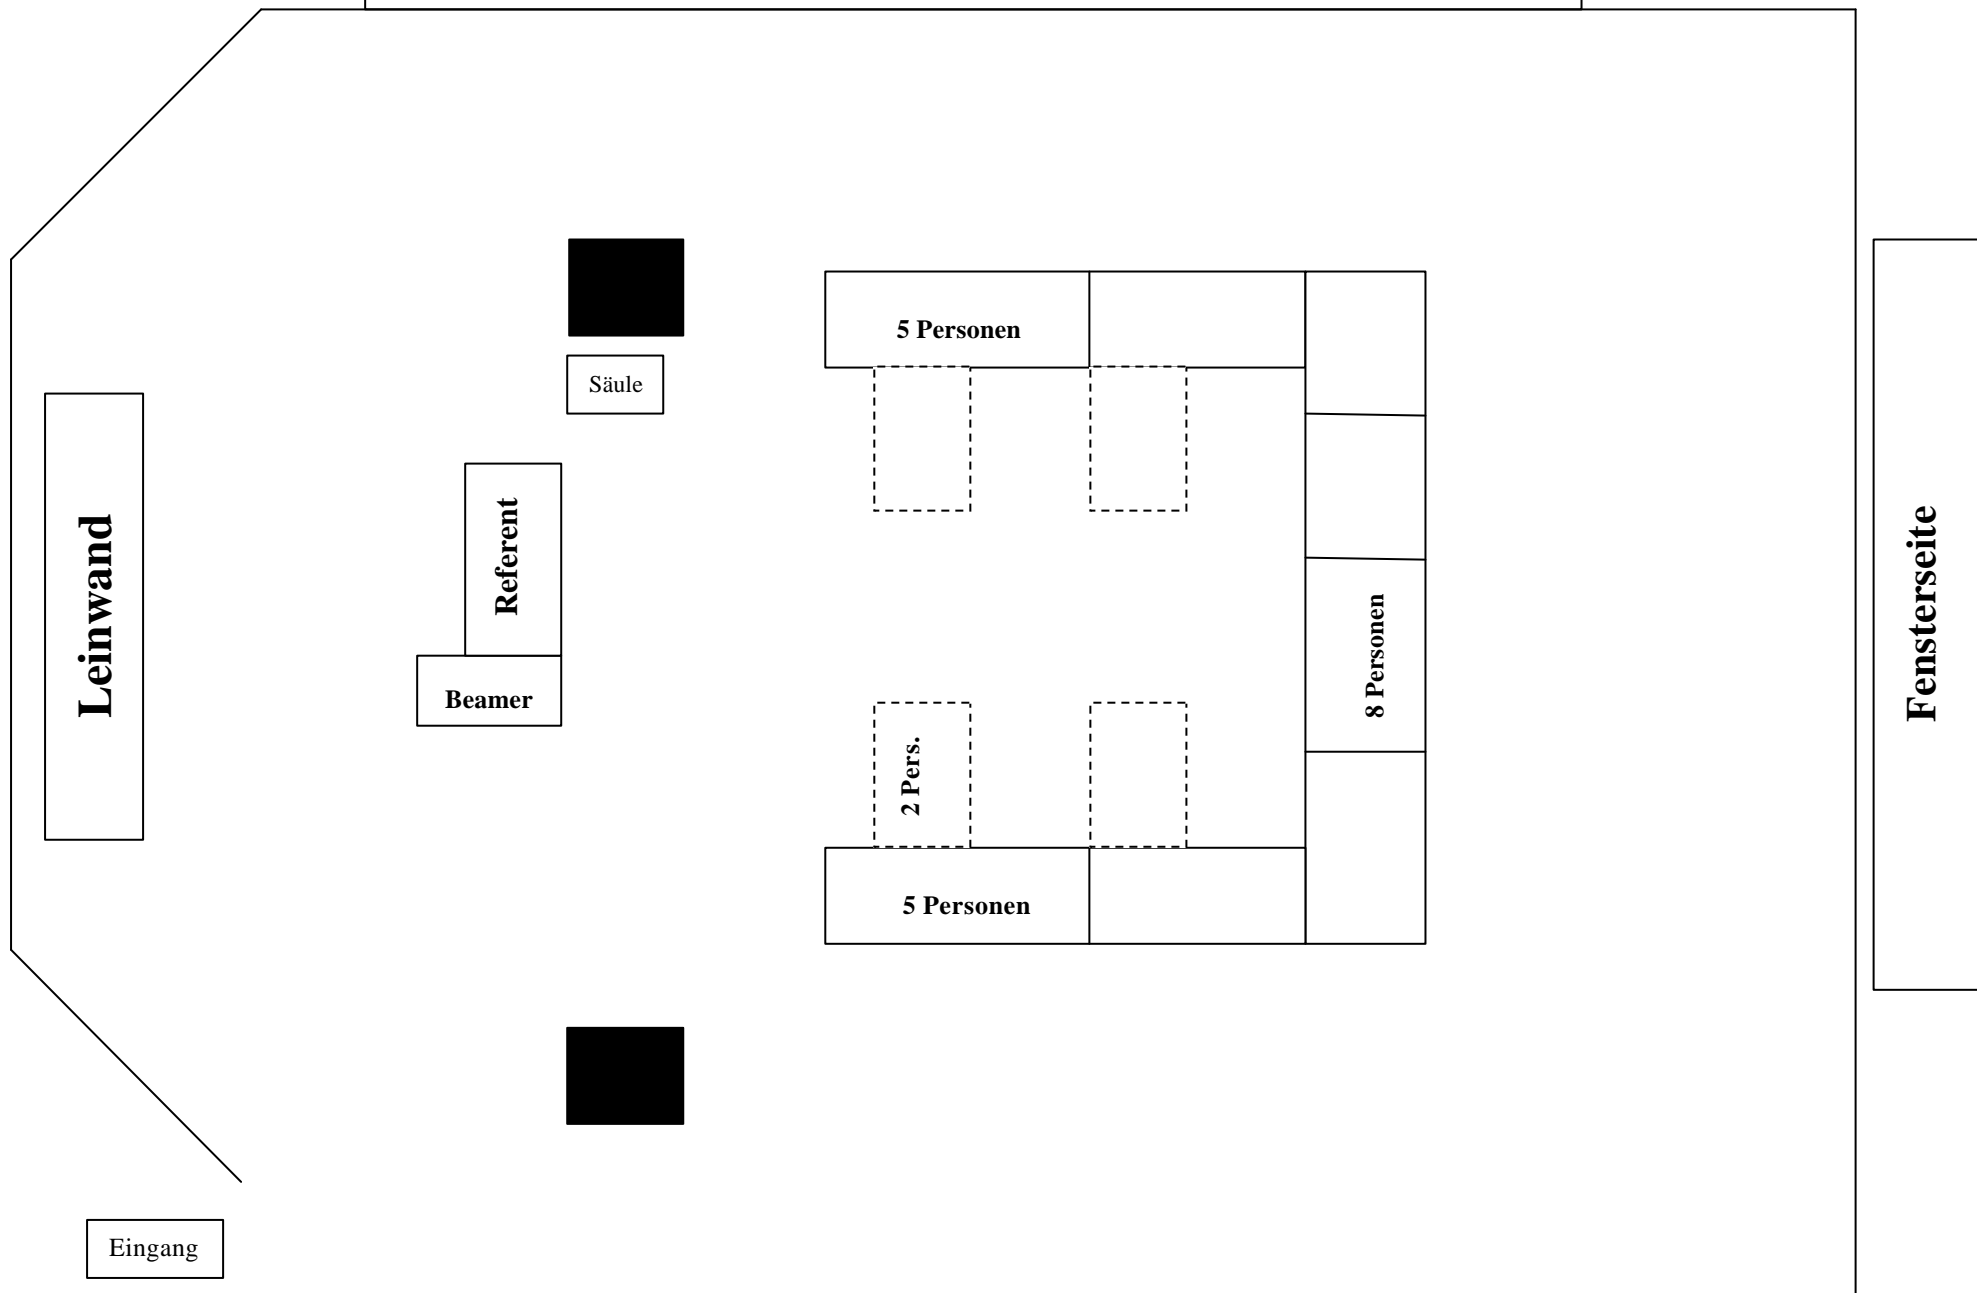 5 Personen
Säule
Leinwand
Referent
Beamer
8 Personen
Fensterseite
2 Pers.
5 Personen
Eingang